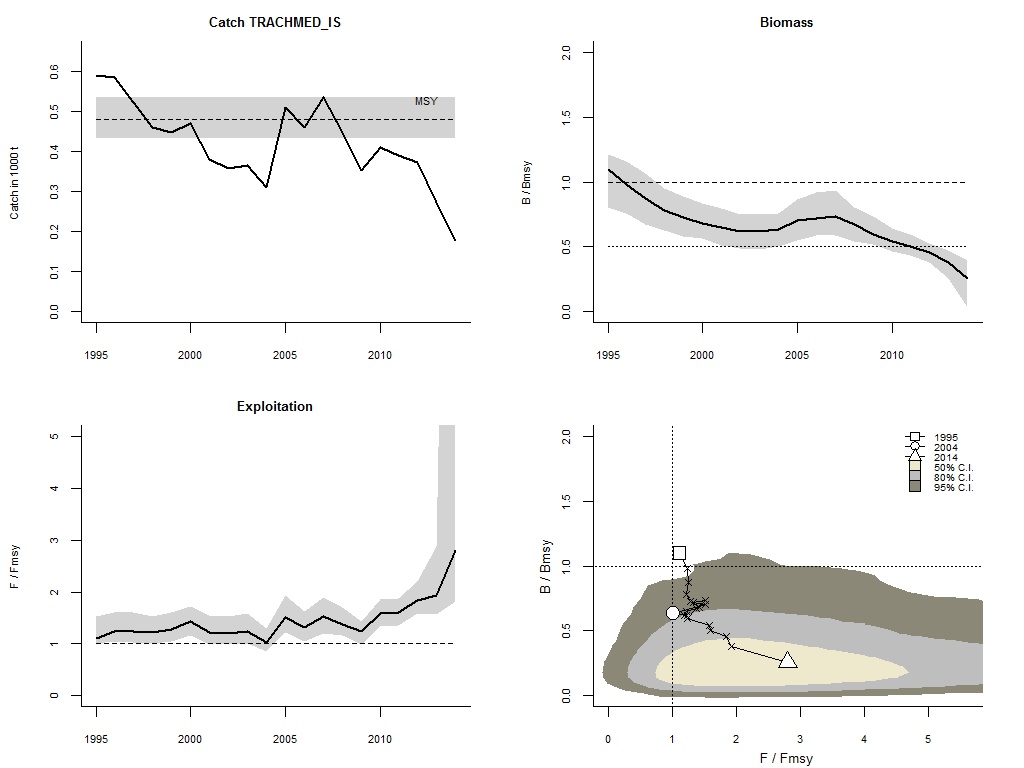 Catch TRACHMED_IS
Catch in 1000 t
0.6
0.5
0.4
0.3
0.2
0.1
0.0
MSY
1995 2000 2005 2010
Biomass
B / Bmsy
2.0
1.5
1.0
0.5
0.0
1995 2000 2005 2010
Exploitation
F / Fmsy
5
4
3
2
1
0
1995 2000 2005 2010
B / Bmsy
2.0
1.5
1.0
0.5
0.0
1995
2004
2014
50% C.I.
80% C.I.
95% C.I.
0 1 2 3 4 5
F / Fmsy